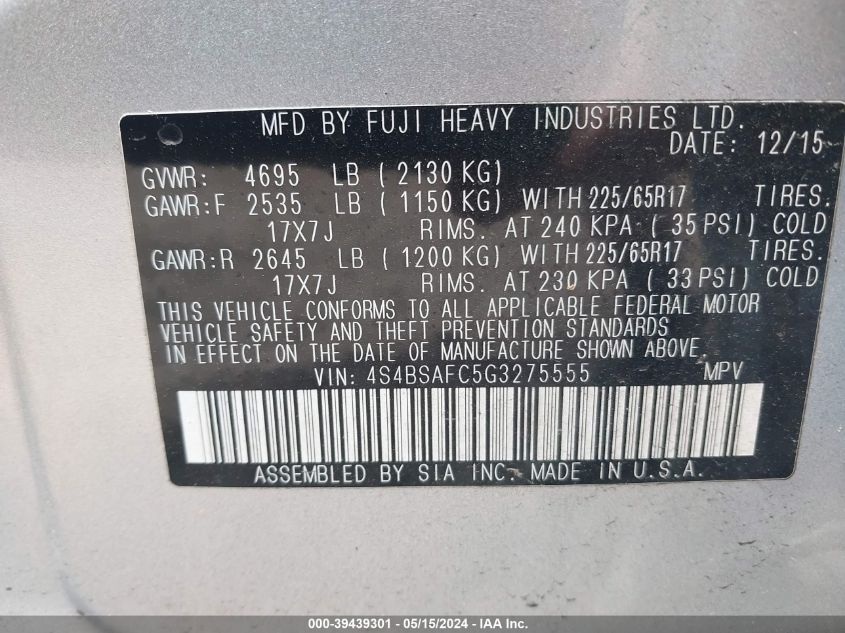 MFD BY FUJI HEAVY INDUSTRIES LTD.
DATE: 12/15
GVWR: 4695 LB ( 2130 KG)
GAWR:F 2535 LB ( 1150 KG) WITH 225/65R17 TIRES.
17X7J RIMS. AT 240 KPA ( 35 PSI) COLD
GAWR:R 2645 LB ( 1200 KG) WITH 225/65R17 TIRES.
17X7J RIMS. AT 230 KPA ( 33 PSI) COLD
THIS VEHICLE CONFORMS TO ALL APPLICABLE FEDERAL MOTOR
VEHICLE SAFETY AND THEFT PREVENTION STANDARDS
IN EFFECT ON THE DATE OF MANUFACTURE SHOWN ABOVE.
VIN: 4S4BSAFC5G3275555 MPV
ASSEMBLED BY SIA INC. MADE IN U.S.A.
000-39439301 - 05/15/2024 - IAA Inc.